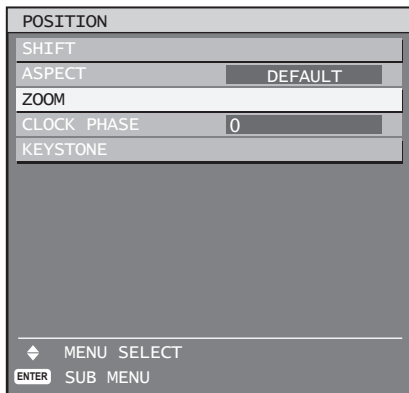 POSITION
SHIFT
ASPECT DEFAULT
ZOOM
CLOCK PHASE 0
KEYSTONE
MENU SELECT
ENTER SUB MENU